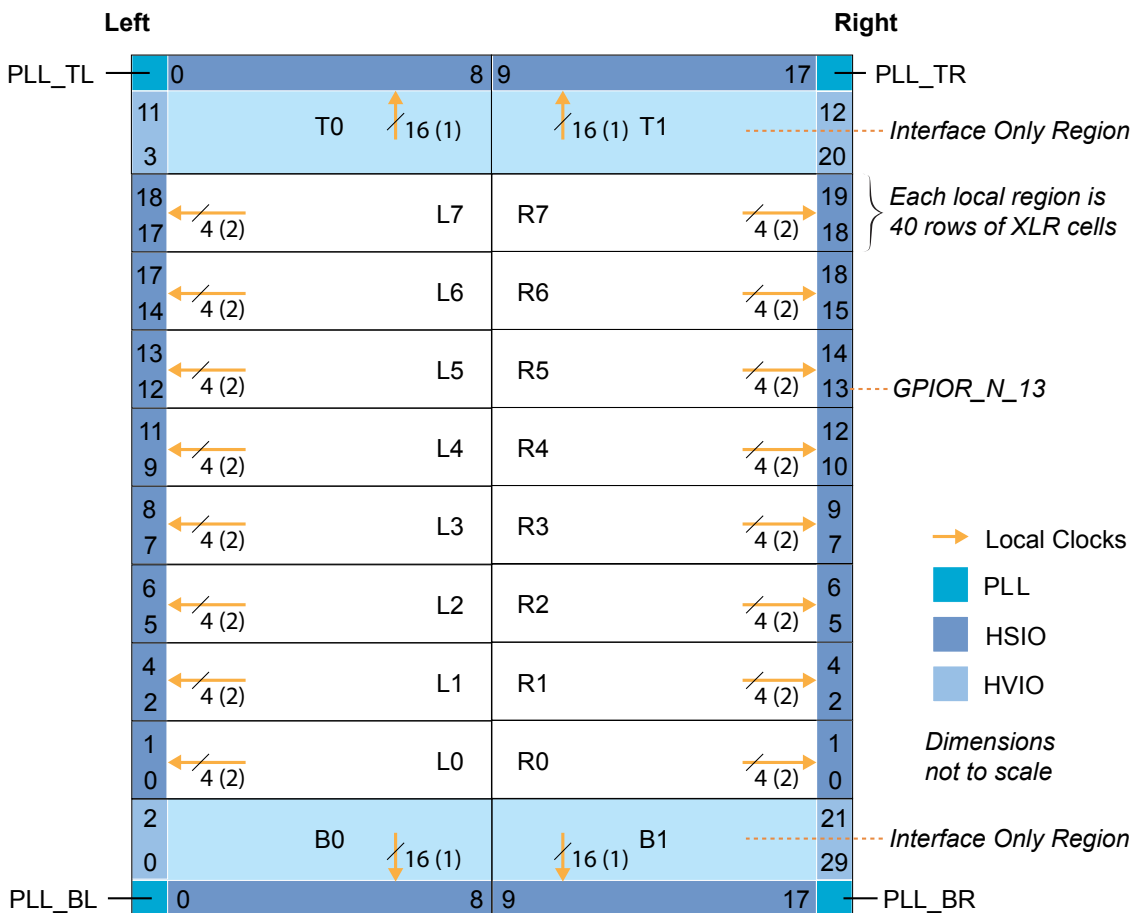 Left
Right
PLL_TL
0
8
9
17
PLL_TR
11
3
T0
16 (1)
16 (1)
T1
12
20
Interface Only Region
18
17
4 (2)
L7
R7
4 (2)
19
18
Each local region is
40 rows of XLR cells
17
14
4 (2)
L6
R6
4 (2)
18
15
13
12
4 (2)
L5
R5
4 (2)
14
13
GPIOR_N_13
11
9
4 (2)
L4
R4
4 (2)
12
10
8
7
4 (2)
L3
R3
4 (2)
9
7
6
5
4 (2)
L2
R2
4 (2)
6
5
4
2
4 (2)
L1
R1
4 (2)
4
2
1
0
4 (2)
L0
R0
4 (2)
1
0
Local Clocks
PLL
HSIO
HVIO
Dimensions
not to scale
2
0
B0
16 (1)
16 (1)
B1
21
29
Interface Only Region
PLL_BL
0
8
9
17
PLL_BR